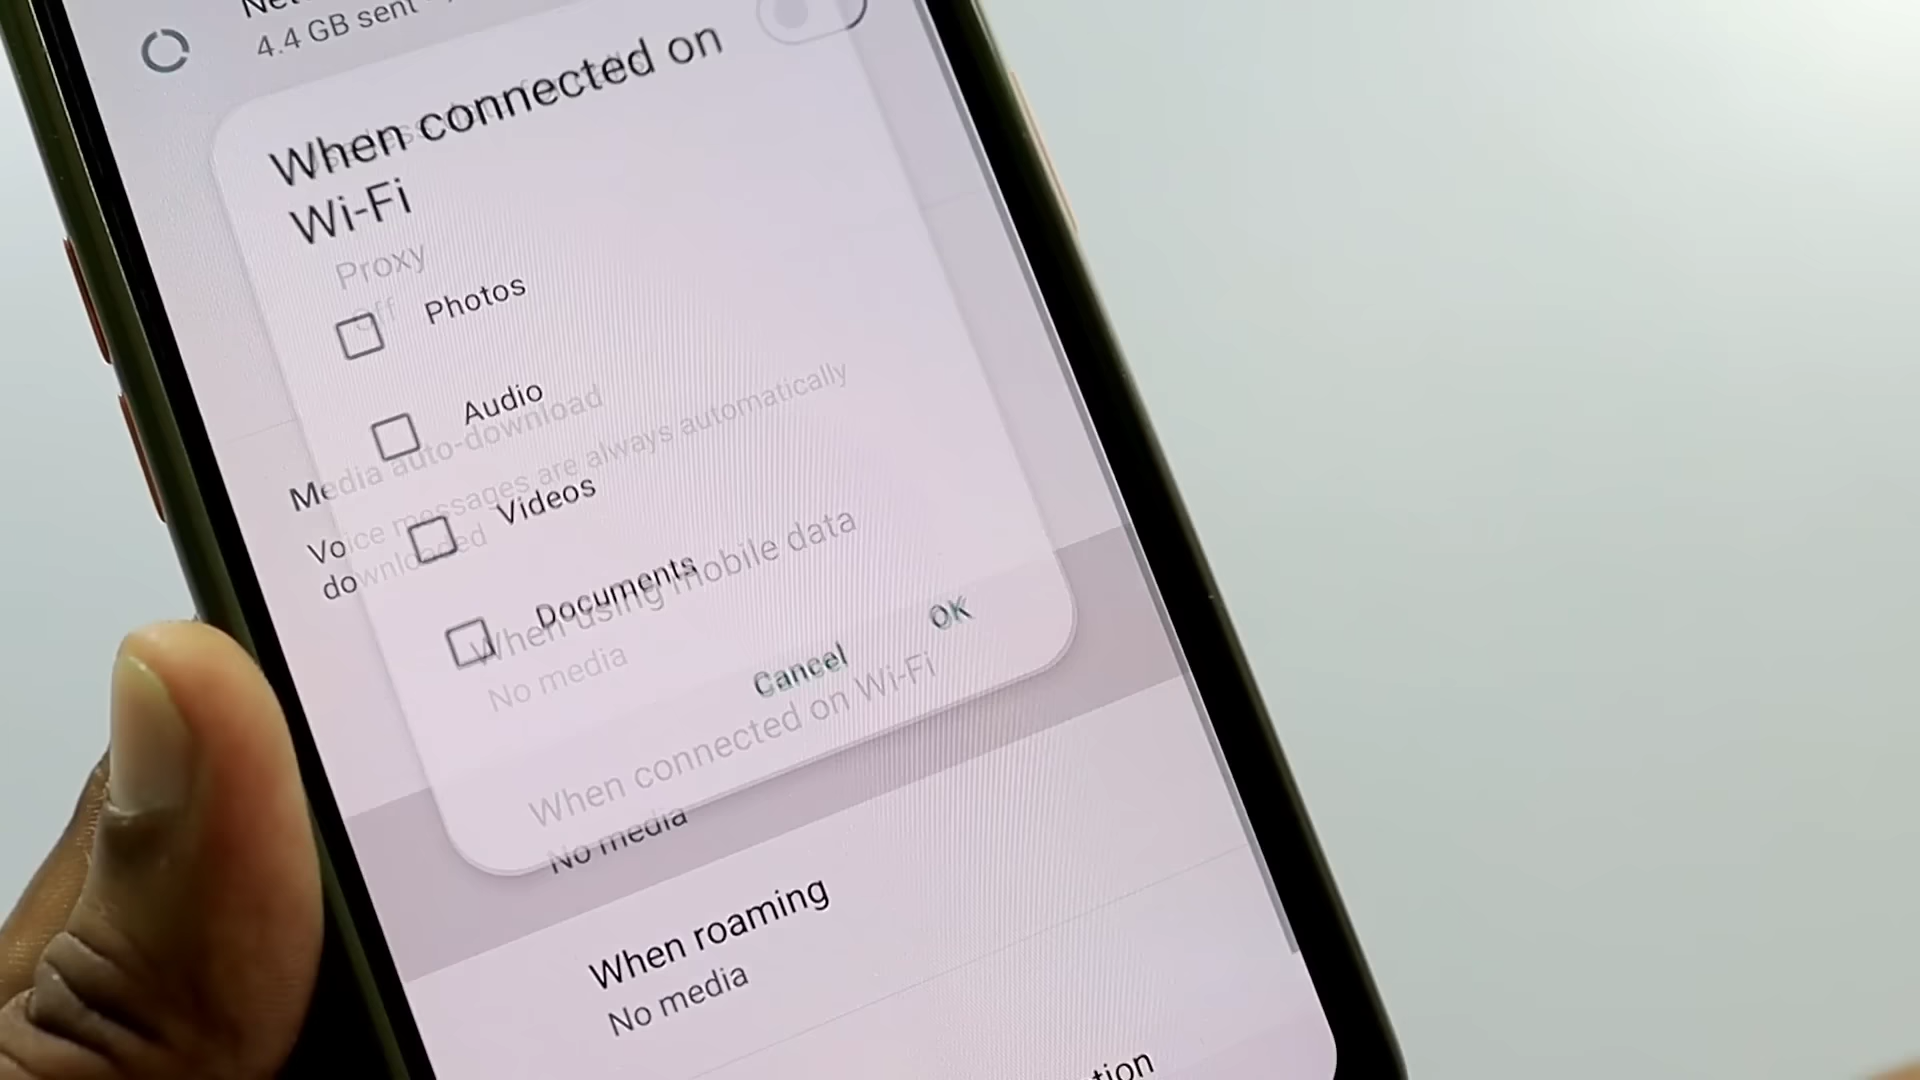 4.4 GB sent
When connected on
Wi-Fi
Proxy
Off
Photos
Audio
Media auto-download
Voice messages are always automatically
downloaded
Videos
Documents
When using mobile data
No media
OK
Cancel
When connected on Wi-Fi
No media
When roaming
No media